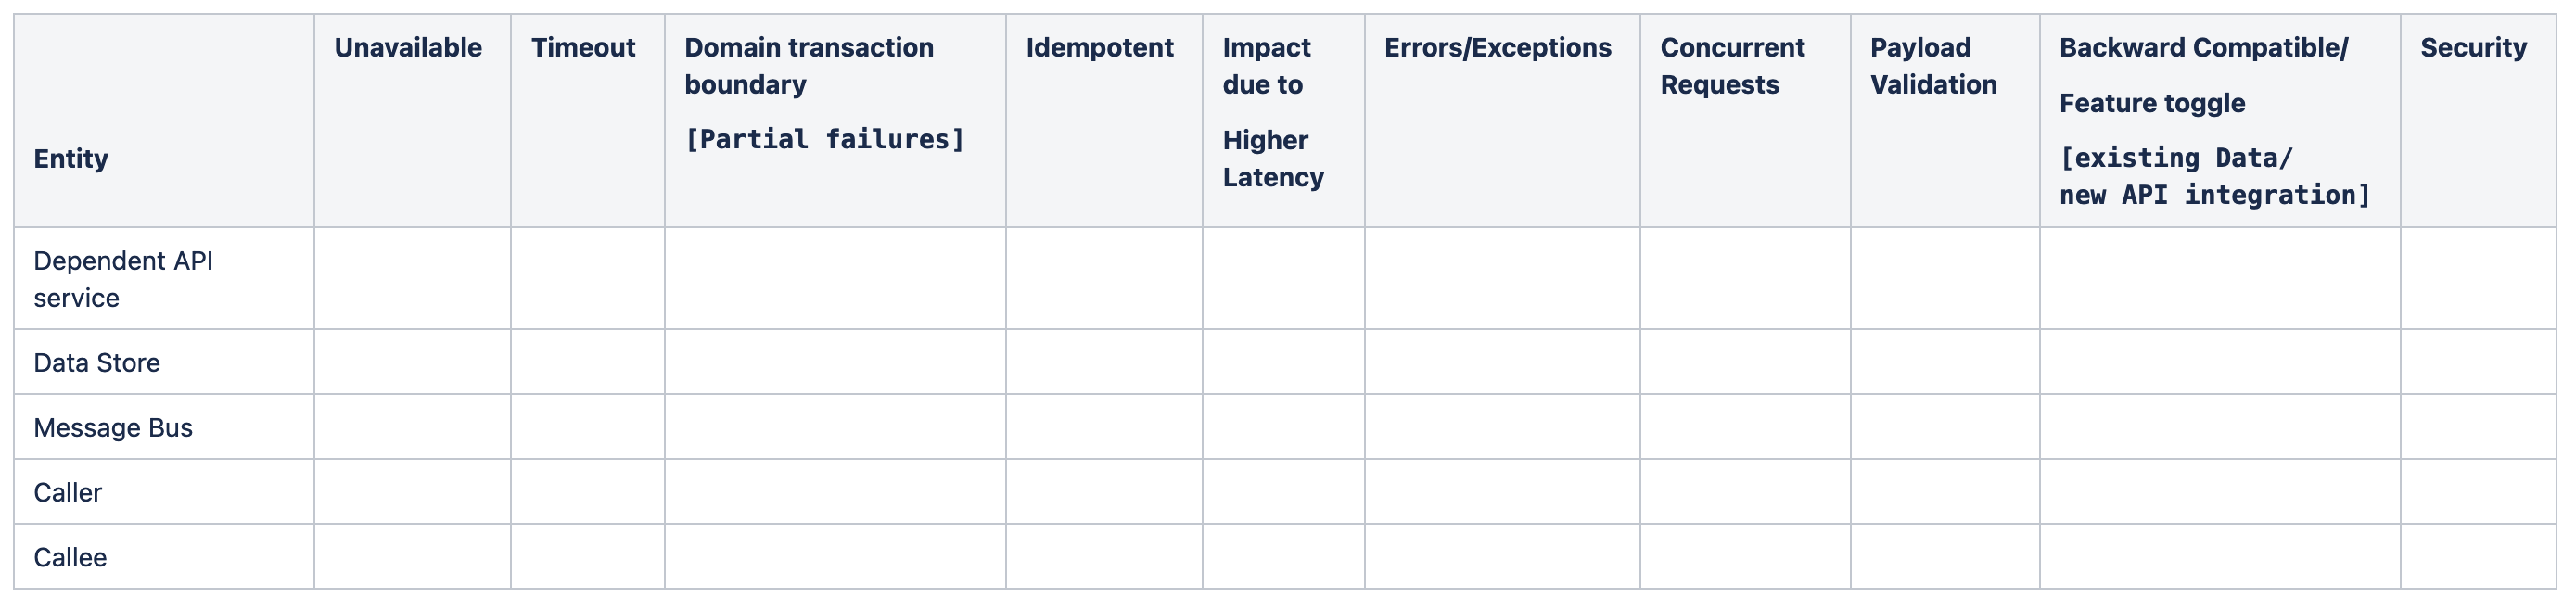 Entity
Unavailable
Timeout
Domain transaction
boundary
[Partial failures]
Idempotent
Impact
due to
Higher
Latency
Errors/Exceptions
Concurrent
Requests
Payload
Validation
Backward Compatible/
Feature toggle
[existing Data/
new API integration]
Security
Dependent API
service
Data Store
Message Bus
Caller
Callee